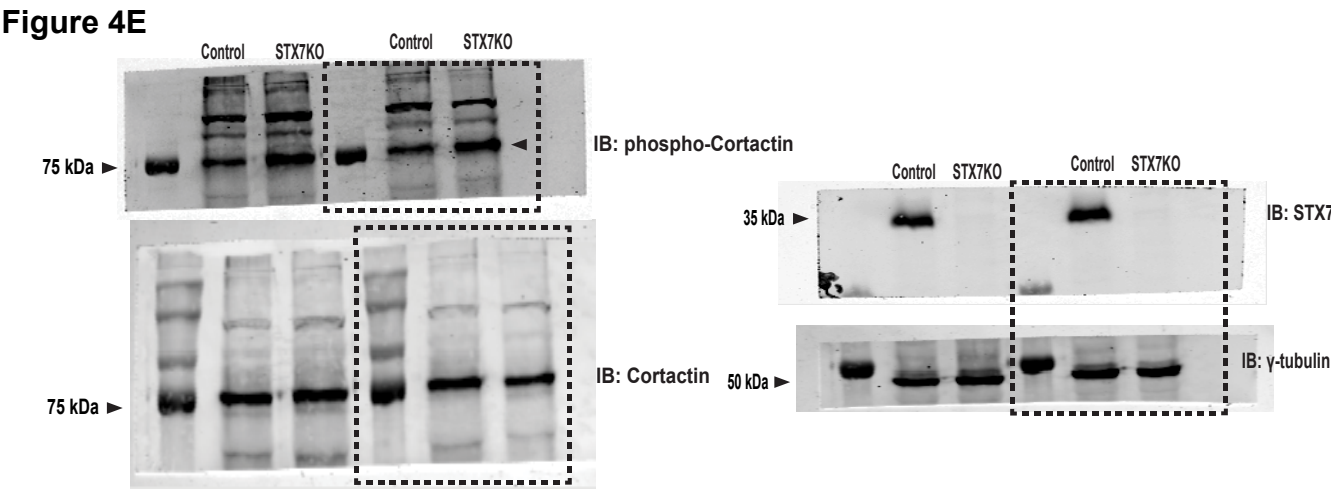 Figure 4E
Control STX7KO Control STX7KO
75 kDa
IB: phospho-Cortactin
75 kDa
IB: Cortactin
Control STX7KO Control STX7KO
35 kDa
IB: STX7
50 kDa
IB: γ-tubulin